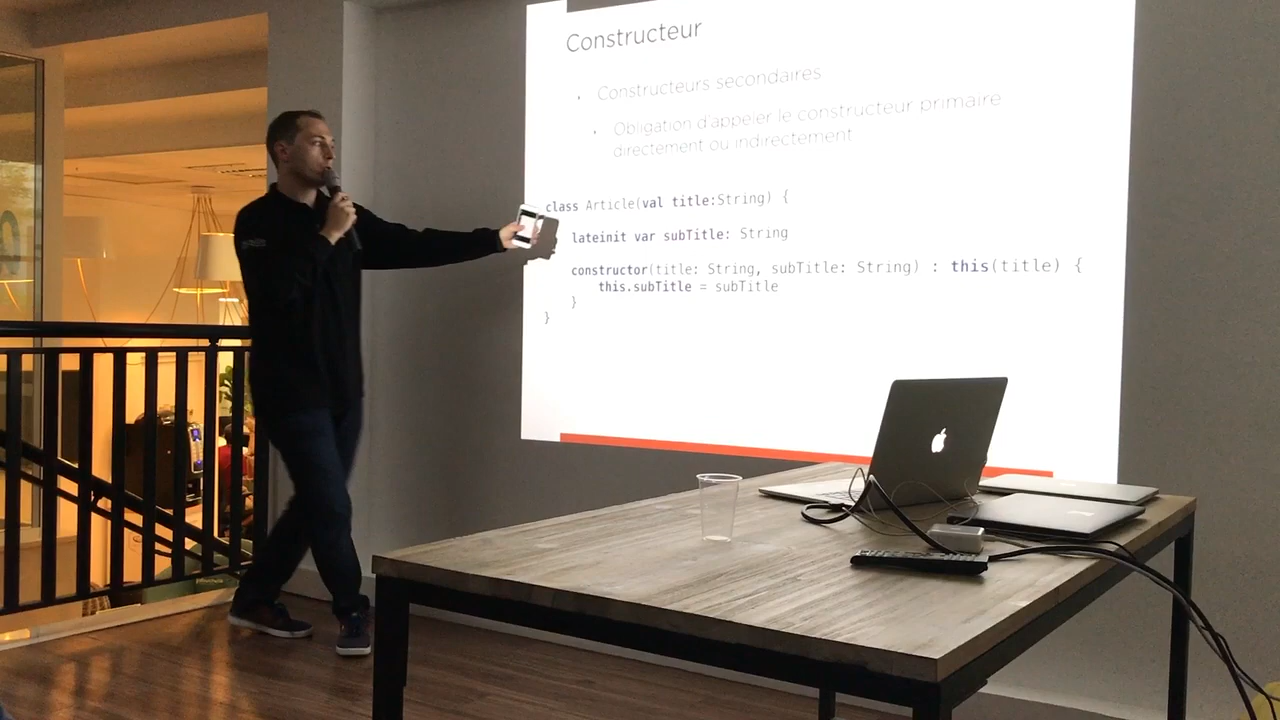 Constructeur
Constructeurs secondaires
Obligation d'appeler le constructeur primaire
directement ou indirectement
class Article(val title:String) {
lateinit var subTitle: String
constructor(title: String, subTitle: String) : this(title) {
this.subTitle = subTitle
}
}